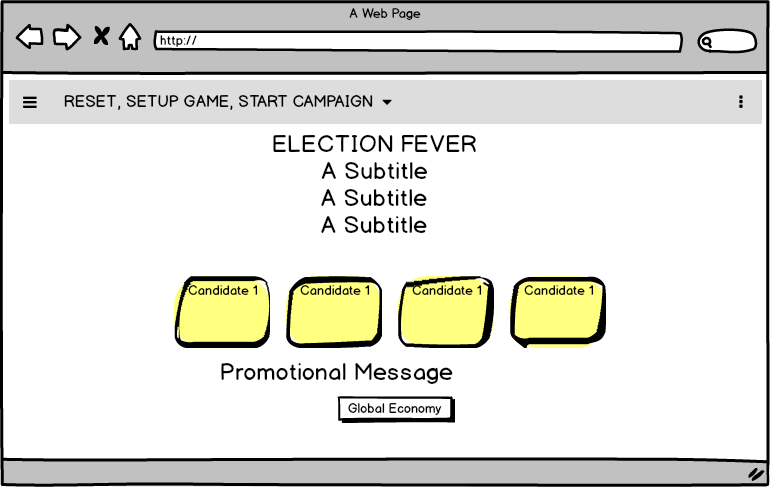 A Web Page
http://
RESET, SETUP GAME, START CAMPAIGN
ELECTION FEVER
A Subtitle
A Subtitle
A Subtitle
Candidate 1 Candidate 1 Candidate 1 Candidate 1
Promotional Message
Global Economy